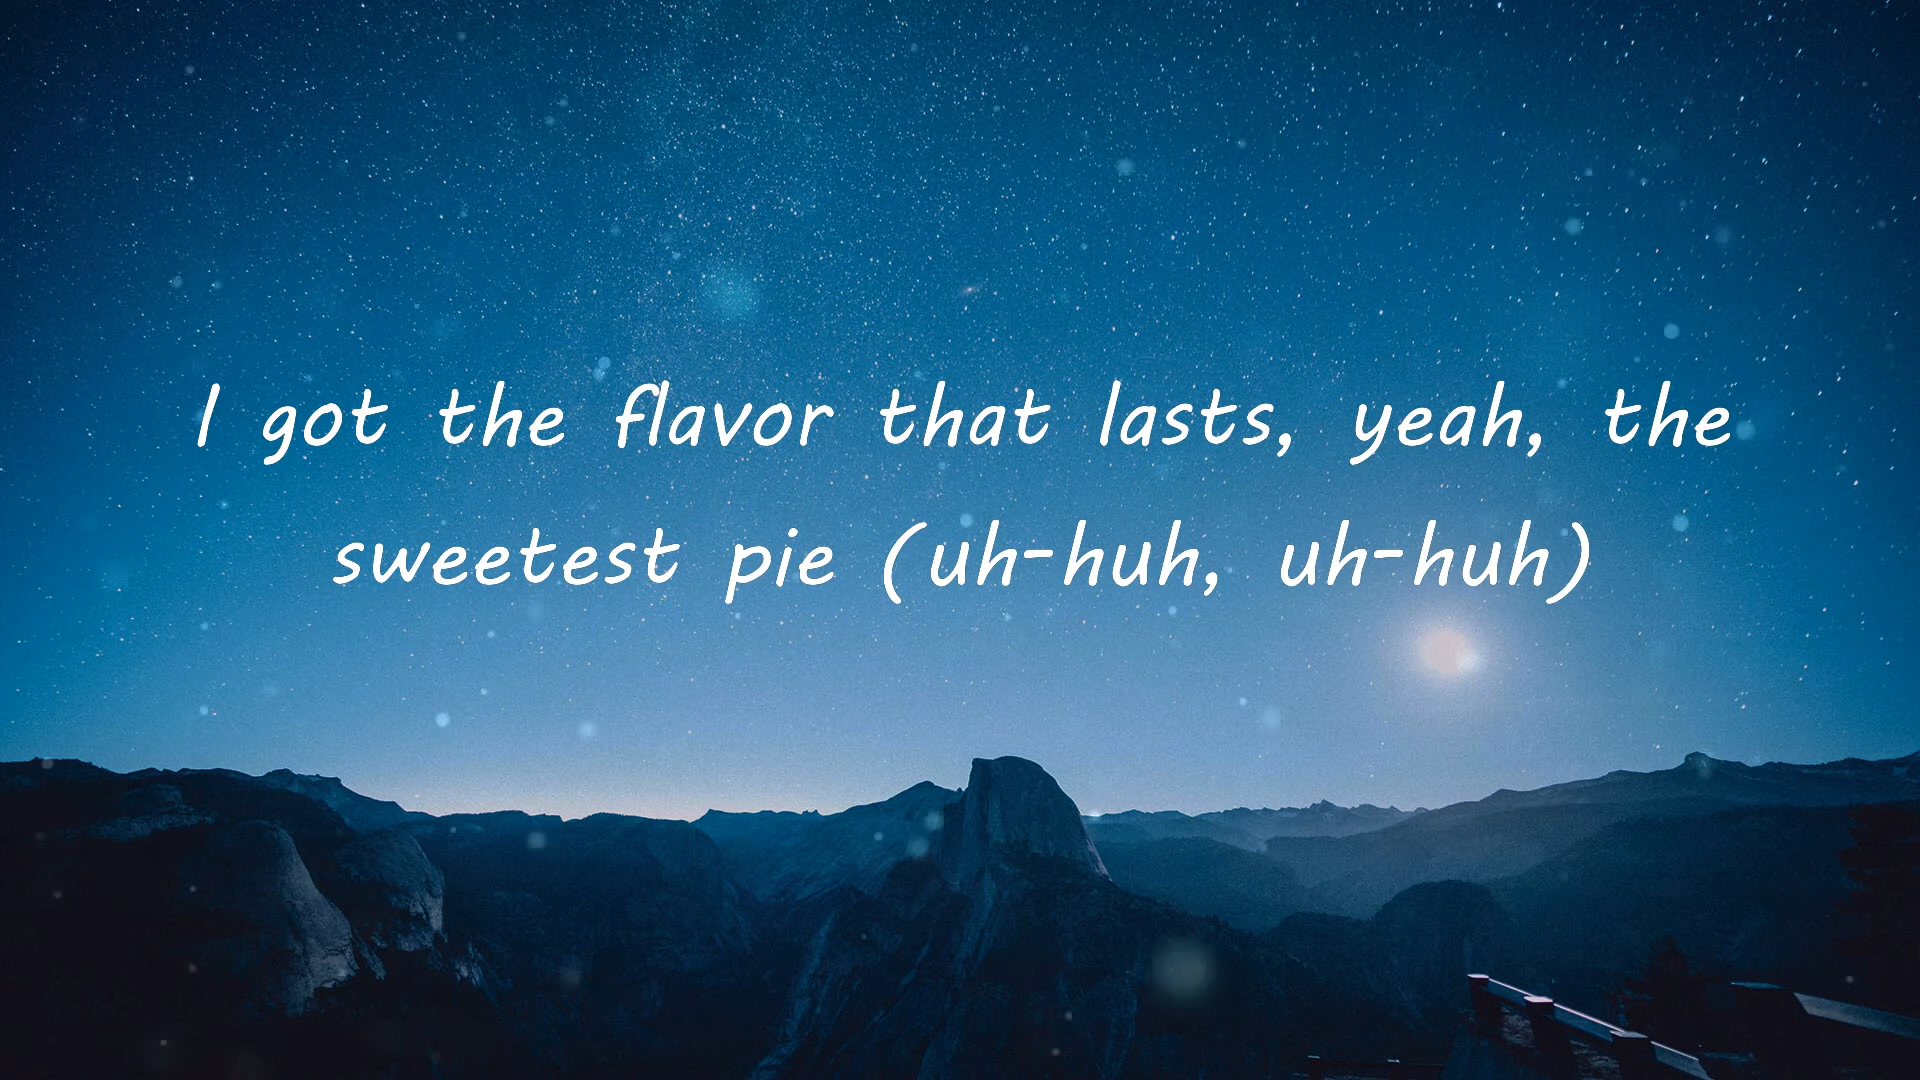 I got the flavor that lasts, yeah, the
sweetest pie (uh-huh, uh-huh)